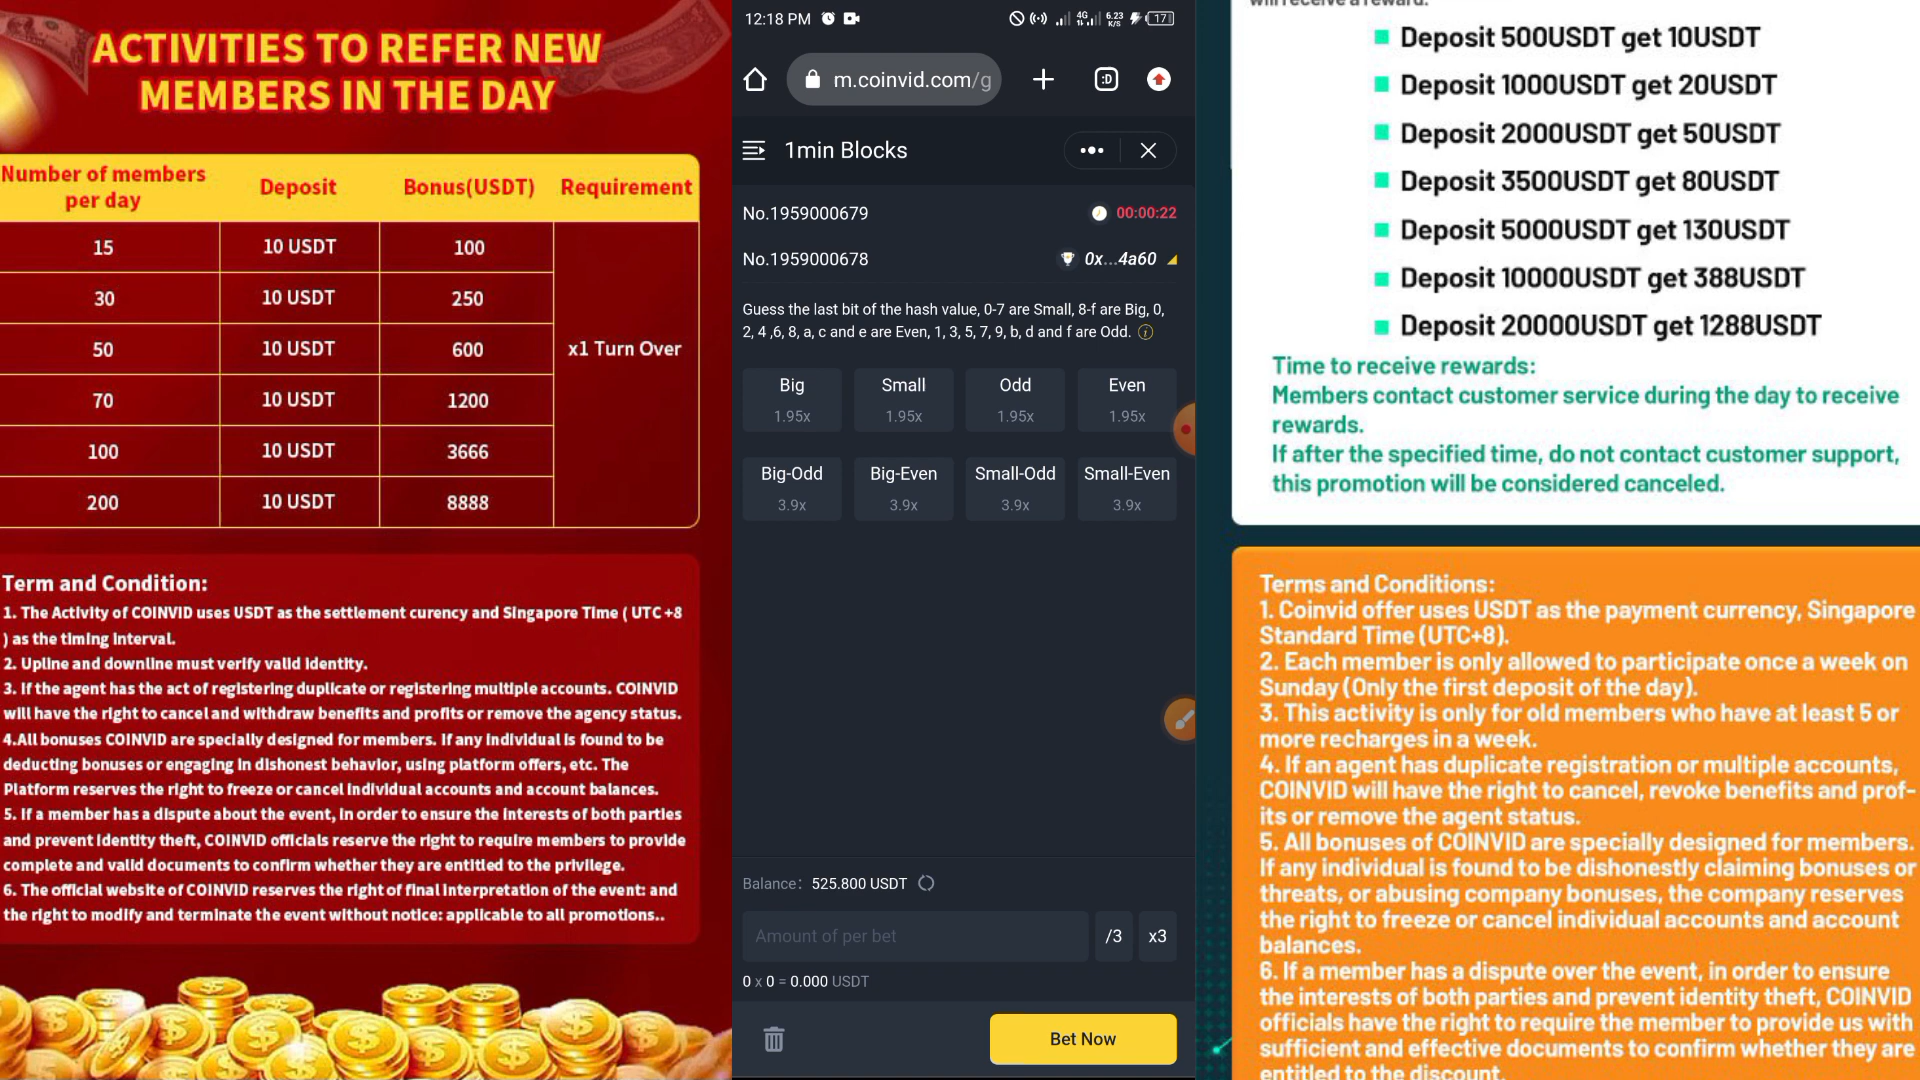 ACTIVITIES TO REFER NEW
MEMBERS IN THE DAY
Number of members
per day
Deposit
Bonus(USDT)
Requirement
15
10 USDT
100
30
10 USDT
250
50
10 USDT
600
x1 Turn Over
70
10 USDT
1200
100
10 USDT
3666
200
10 USDT
8888
Term and Condition:
1. The Activity of COINVID uses USDT as the settlement curency and Singapore Time ( UTC +8
) as the timing interval.
2. Upline and downline must verify valid identity.
3. If the agent has the act of registering duplicate or registering multiple accounts. COINVID
will have the right to cancel and withdraw benefits and profits or remove the agency status.
4.All bonuses COINVID are specially designed for members. If any individual is found to be
deducting bonuses or engaging in dishonest behavior, using platform offers, etc. The
Platform reserves the right to freeze or cancel individual accounts and account balances.
5. If a member has a dispute about the event, in order to ensure the interests of both parties
and prevent identity theft, COINVID officials reserve the right to require members to provide
complete and valid documents to confirm whether they are entitled to the privilege.
6. The official website of COINVID reserves the right of final interpretation of the event: and
the right to modify and terminate the event without notice: applicable to all promotions..
12:18 PM
4G
6.23
K/S
17
m.coinvid.com/g
:D
1min Blocks
No.1959000679
00:00:22
No.1959000678
0x...4a60
Guess the last bit of the hash value, 0-7 are Small, 8-f are Big, 0,
2, 4 ,6, 8, a, c and e are Even, 1, 3, 5, 7, 9, b, d and f are Odd.
Big
1.95x
Small
1.95x
Odd
1.95x
Even
1.95x
Big-Odd
3.9x
Big-Even
3.9x
Small-Odd
3.9x
Small-Even
3.9x
Balance: 525.800 USDT
Amount of per bet
/3
x3
0 x 0 = 0.000 USDT
Bet Now
will receive a reward.
Deposit 500USDT get 10USDT
Deposit 1000USDT get 20USDT
Deposit 2000USDT get 50USDT
Deposit 3500USDT get 80USDT
Deposit 5000USDT get 130USDT
Deposit 10000USDT get 388USDT
Deposit 20000USDT get 1288USDT
Time to receive rewards:
Members contact customer service during the day to receive
rewards.
If after the specified time, do not contact customer support,
this promotion will be considered canceled.
Terms and Conditions:
1. Coinvid offer uses USDT as the payment currency, Singapore
Standard Time (UTC+8).
2. Each member is only allowed to participate once a week on
Sunday (Only the first deposit of the day).
3. This activity is only for old members who have at least 5 or
more recharges in a week.
4. If an agent has duplicate registration or multiple accounts,
COINVID will have the right to cancel, revoke benefits and prof-
its or remove the agent status.
5. All bonuses of COINVID are specially designed for members.
If any individual is found to be dishonestly claiming bonuses or
threats, or abusing company bonuses, the company reserves
the right to freeze or cancel individual accounts and account
balances.
6. If a member has a dispute over the event, in order to ensure
the interests of both parties and prevent identity theft, COINVID
officials have the right to require the member to provide us with
sufficient and effective documents to confirm whether they are
entitled to the discount.